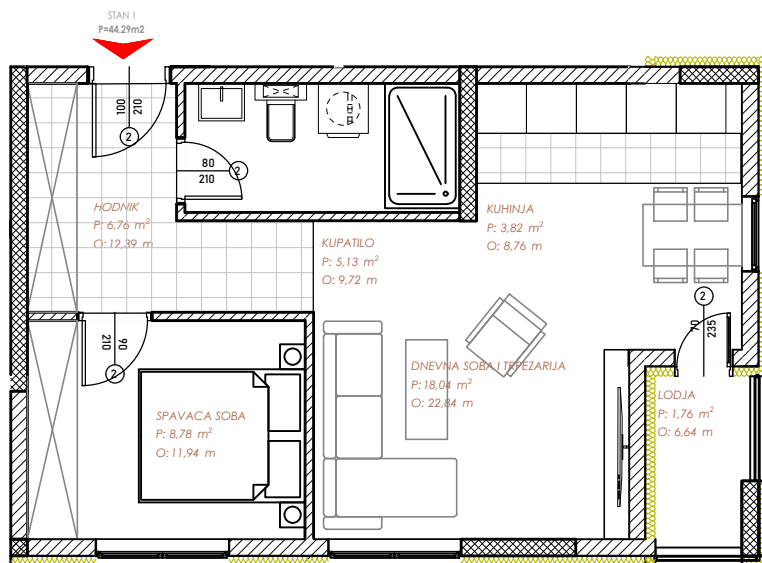 STAN 1
P=44.29m2
100
210
2
80
210
2
HODNIK
P: 6,76 m²
O: 12,39 m
KUPATILO
P: 5,13 m²
O: 9,72 m
KUHINJA
P: 3,82 m²
O: 8,76 m
2
70
235
90
210
2
DNEVNA SOBA I TRPEZARIJA
P: 18,04 m²
O: 22,84 m
SPAVACA SOBA
P: 8,78 m²
O: 11,94 m
LODJA
P: 1,76 m²
O: 6,64 m